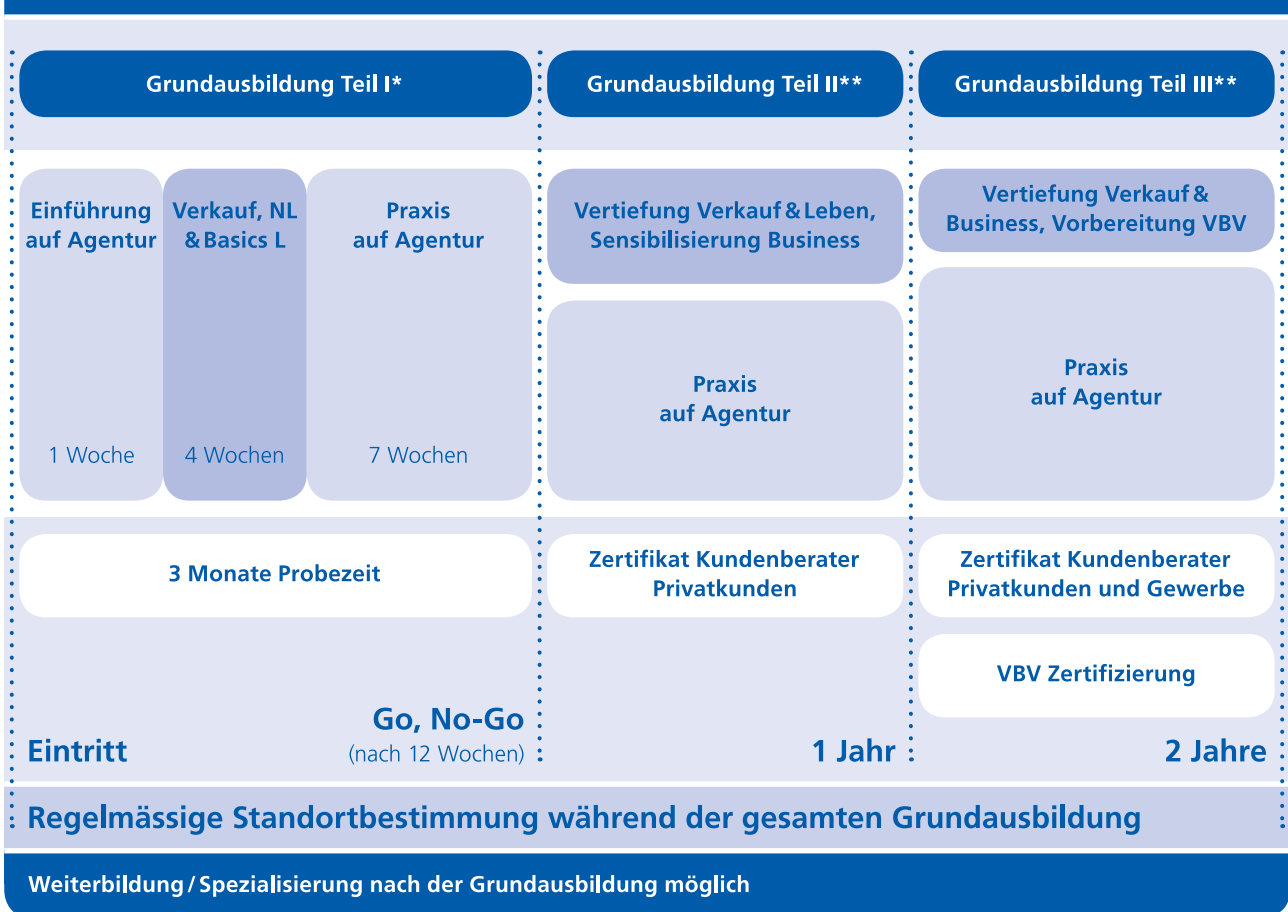 Grundausbildung Teil I*
Grundausbildung Teil II**
Grundausbildung Teil III**
Einführung
auf Agentur
1 Woche
Verkauf, NL
& Basics L
4 Wochen
Praxis
auf Agentur
7 Wochen
Vertiefung Verkauf & Leben,
Sensibilisierung Business
Praxis
auf Agentur
Vertiefung Verkauf &
Business, Vorbereitung VBV
Praxis
auf Agentur
3 Monate Probezeit
Zertifikat Kundenberater
Privatkunden
Zertifikat Kundenberater
Privatkunden und Gewerbe
VBV Zertifizierung
Eintritt
Go, No-Go
(nach 12 Wochen)
1 Jahr
2 Jahre
Regelmässige Standortbestimmung während der gesamten Grundausbildung
Weiterbildung / Spezialisierung nach der Grundausbildung möglich